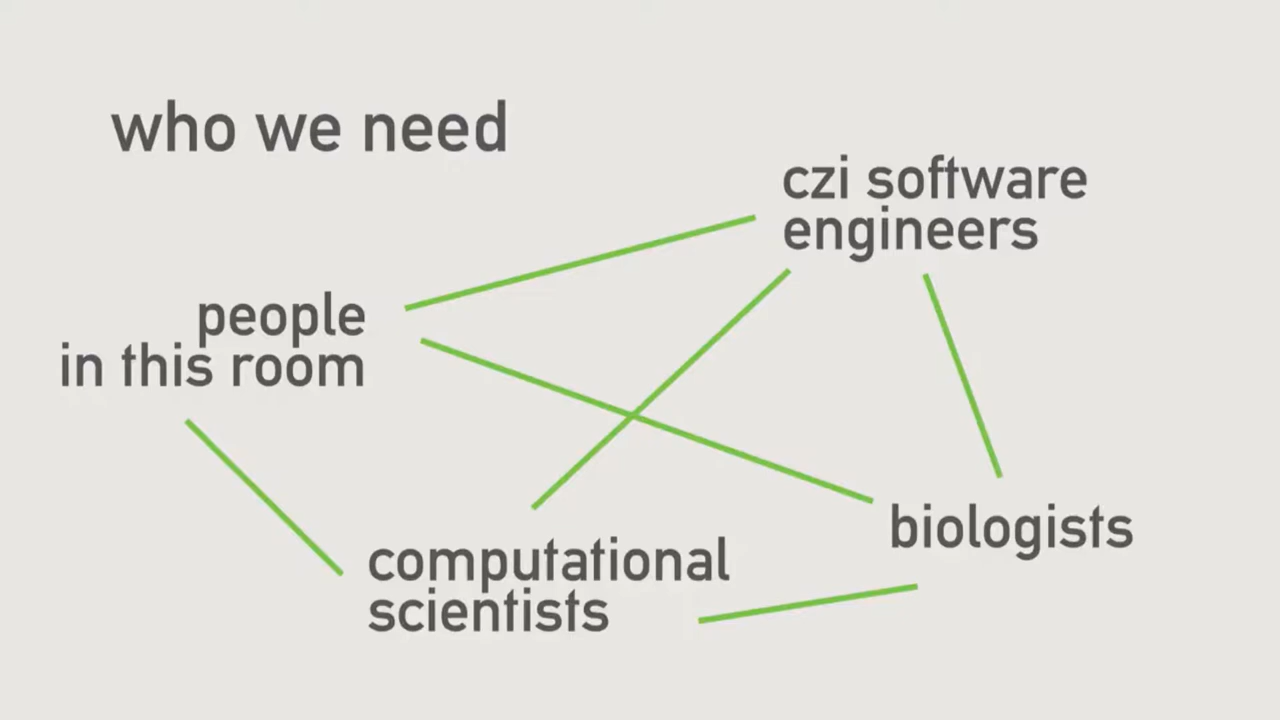 who we need
czi software
engineers
people
in this room
computational
scientists
biologists